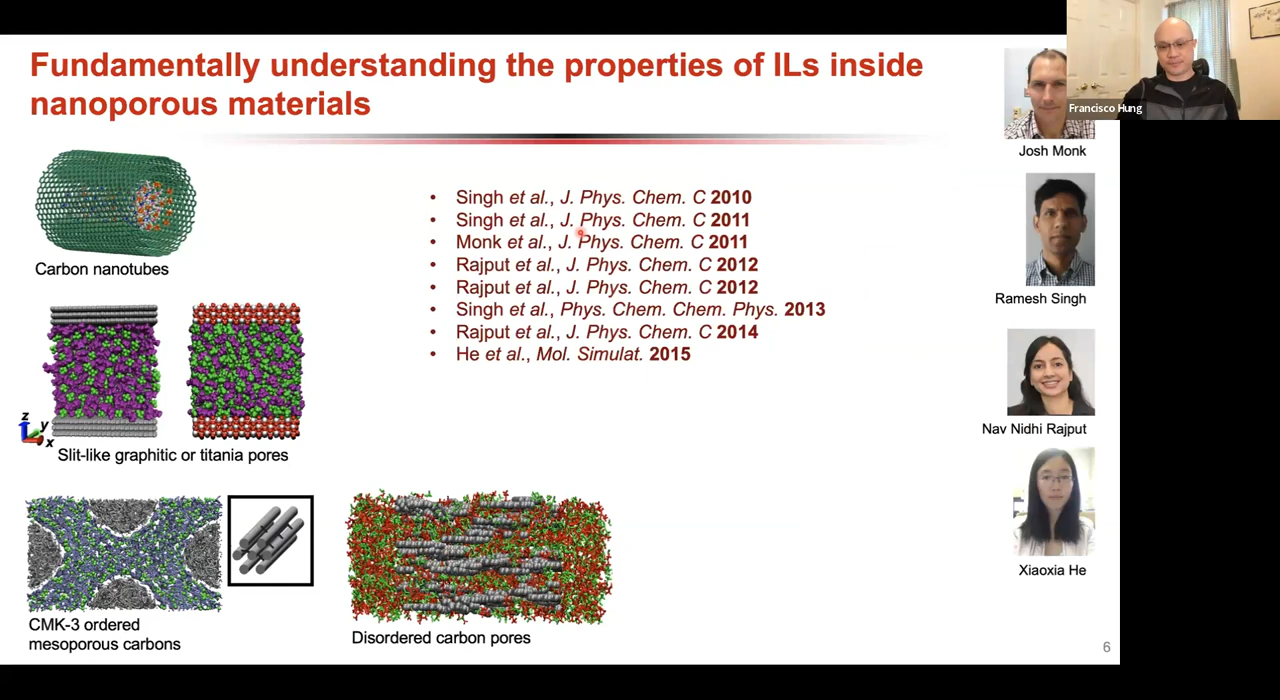 Fundamentally understanding the properties of ILs inside
nanoporous materials
Francisco Hung
Josh Monk
Carbon nanotubes
• Singh et al., J. Phys. Chem. C 2010
• Singh et al., J. Phys. Chem. C 2011
• Monk et al., J. Phys. Chem. C 2011
• Rajput et al., J. Phys. Chem. C 2012
• Rajput et al., J. Phys. Chem. C 2012
• Singh et al., Phys. Chem. Chem. Phys. 2013
• Rajput et al., J. Phys. Chem. C 2014
• He et al., Mol. Simulat. 2015
Ramesh Singh
z
y
x
Slit-like graphitic or titania pores
Nav Nidhi Rajput
Xiaoxia He
CMK-3 ordered
mesoporous carbons
Disordered carbon pores
6